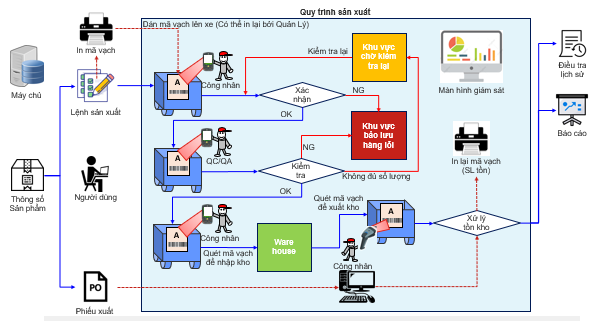 Quy trình sản xuất
Dán mã vạch lên xe (Có thể in lại bởi Quản Lý)
In mã vạch
Kiểm tra lại
Khu vực
chờ kiểm
tra lại
Điều tra
lịch sử
Máy chủ
Lệnh sản xuất
A
Công nhân
Xác
nhận
NG
Màn hình giám sát
OK
Khu vực
bảo lưu
hàng lỗi
Báo cáo
A
QC/QA
NG
Kiểm
tra
Không đủ số lượng
In lại mã vạch
(SL tồn)
Thông số
Sản phẩm
Người dùng
OK
Quét mã vạch
để xuất kho
A
A
Công nhân
Ware
house
Xử lý
tồn kho
Quét mã vạch
để nhập kho
Công nhân
PO
Phiếu xuất